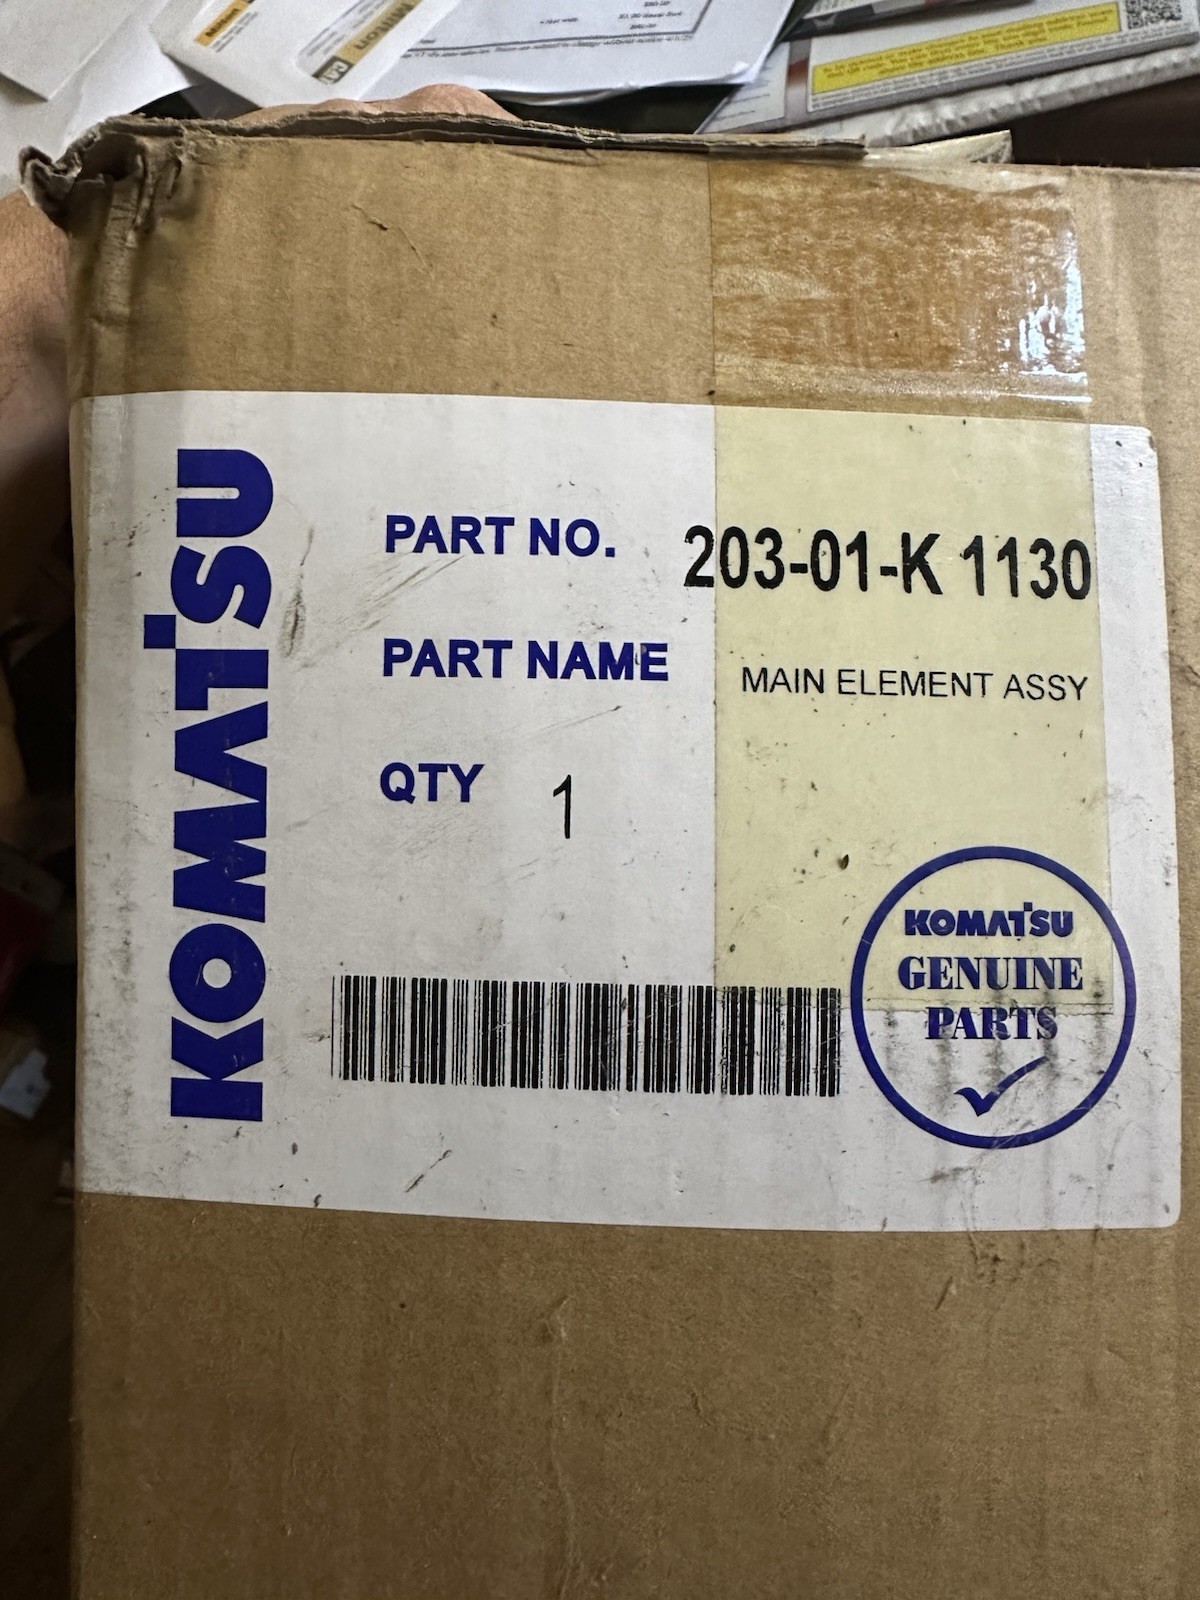 KOMATSU
PART NO. 203-01-K 1130
PART NAME MAIN ELEMENT ASSY
QTY 1
KOMATSU
GENUINE
PARTS